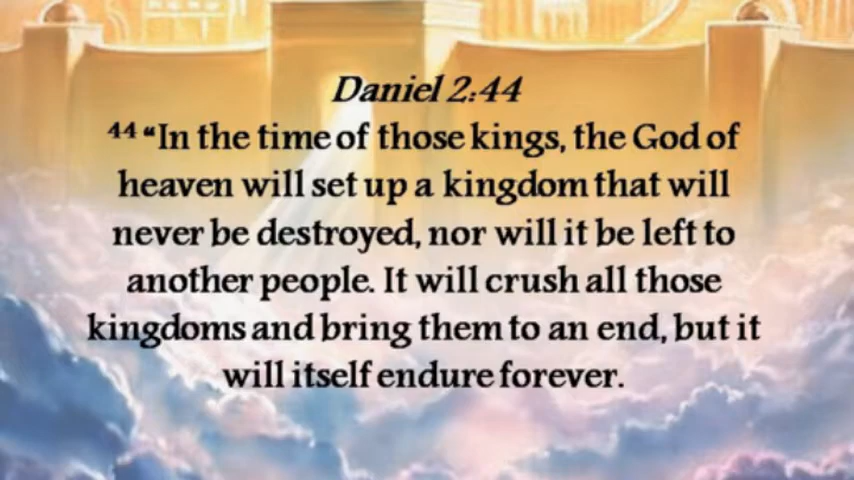 Daniel 2:44
44 “In the time of those kings, the God of
heaven will set up a kingdom that will
never be destroyed, nor will it be left to
another people. It will crush all those
kingdoms and bring them to an end, but it
will itself endure forever.